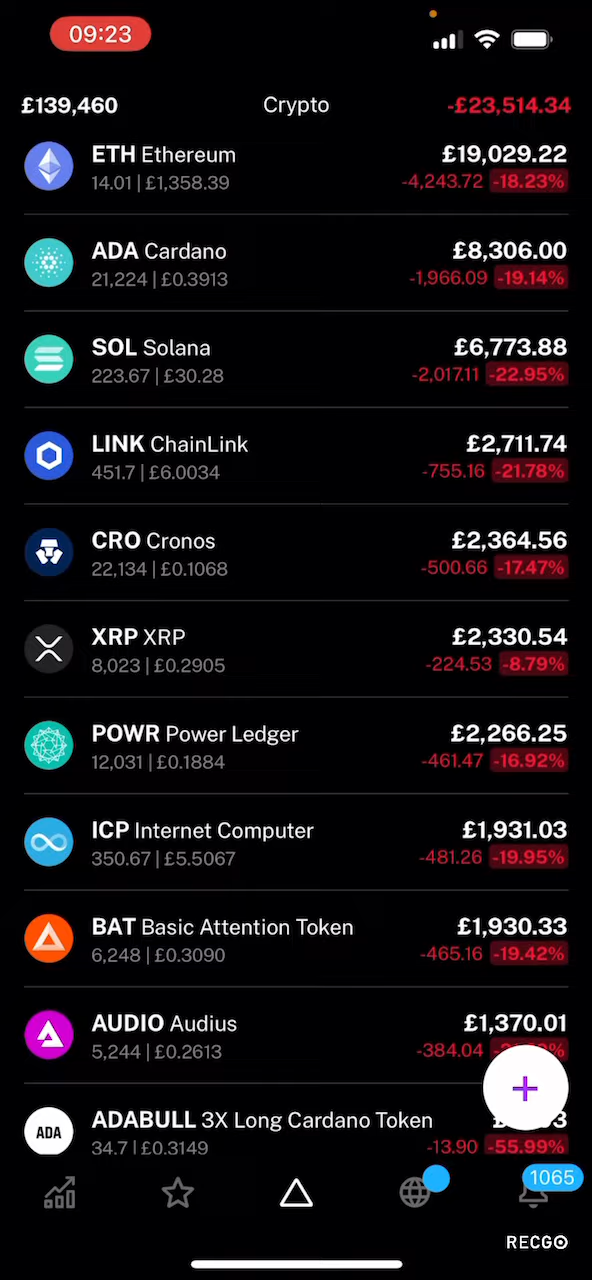 09:23
£139,460 Crypto -£23,514.34
ETH Ethereum £19,029.22
14.01 | £1,358.39 -4,243.72 -18.23%
ADA Cardano £8,306.00
21,224 | £0.3913 -1,966.09 -19.14%
SOL Solana £6,773.88
223.67 | £30.28 -2,017.11 -22.95%
LINK ChainLink £2,711.74
451.7 | £6.0034 -755.16 -21.78%
CRO Cronos £2,364.56
22,134 | £0.1068 -500.66 -17.47%
XRP XRP £2,330.54
8,023 | £0.2905 -224.53 -8.79%
POWR Power Ledger £2,266.25
12,031 | £0.1884 -461.47 -16.92%
ICP Internet Computer £1,931.03
350.67 | £5.5067 -481.26 -19.95%
BAT Basic Attention Token £1,930.33
6,248 | £0.3090 -465.16 -19.42%
AUDIO Audius £1,370.01
5,244 | £0.2613 -384.04
ADABULL 3X Long Cardano Token
ADA
34.7 | £0.3149 -13.90 -55.99%
1065
RECGO